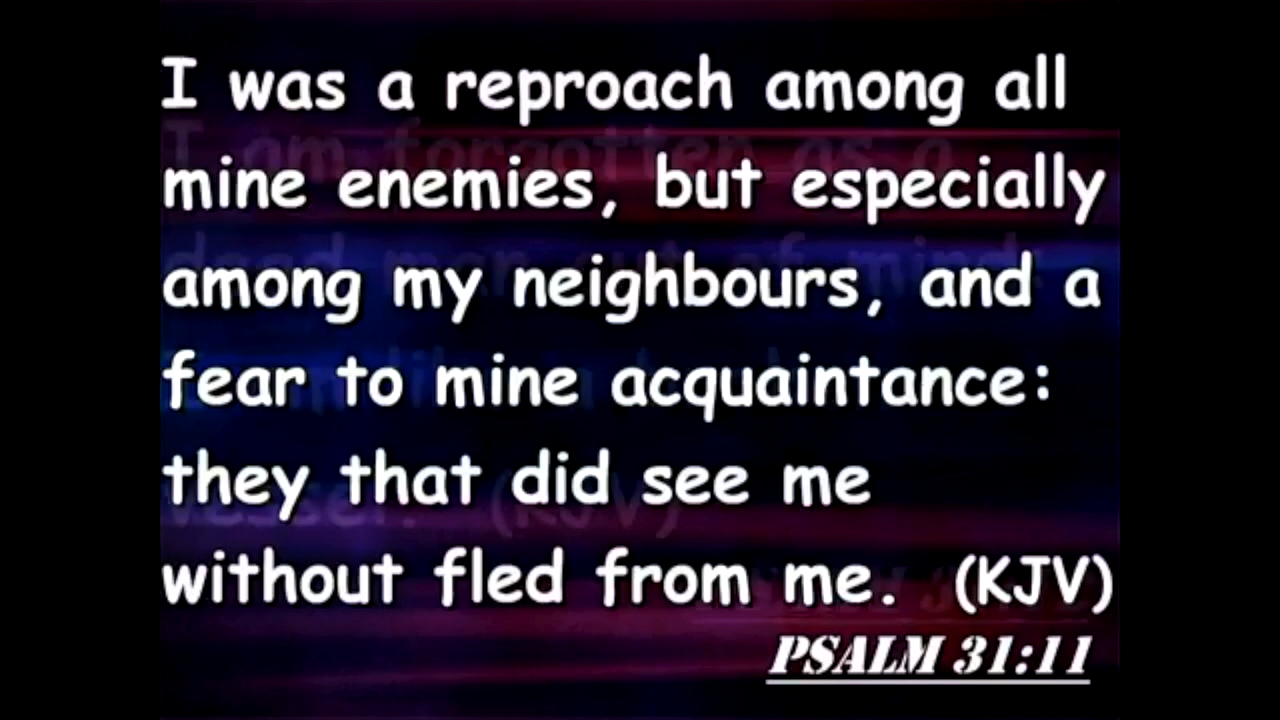 I was a reproach among all
mine enemies, but especially
among my neighbours, and a
fear to mine acquaintance:
they that did see me
without fled from me. (KJV)
PSALM 31:11